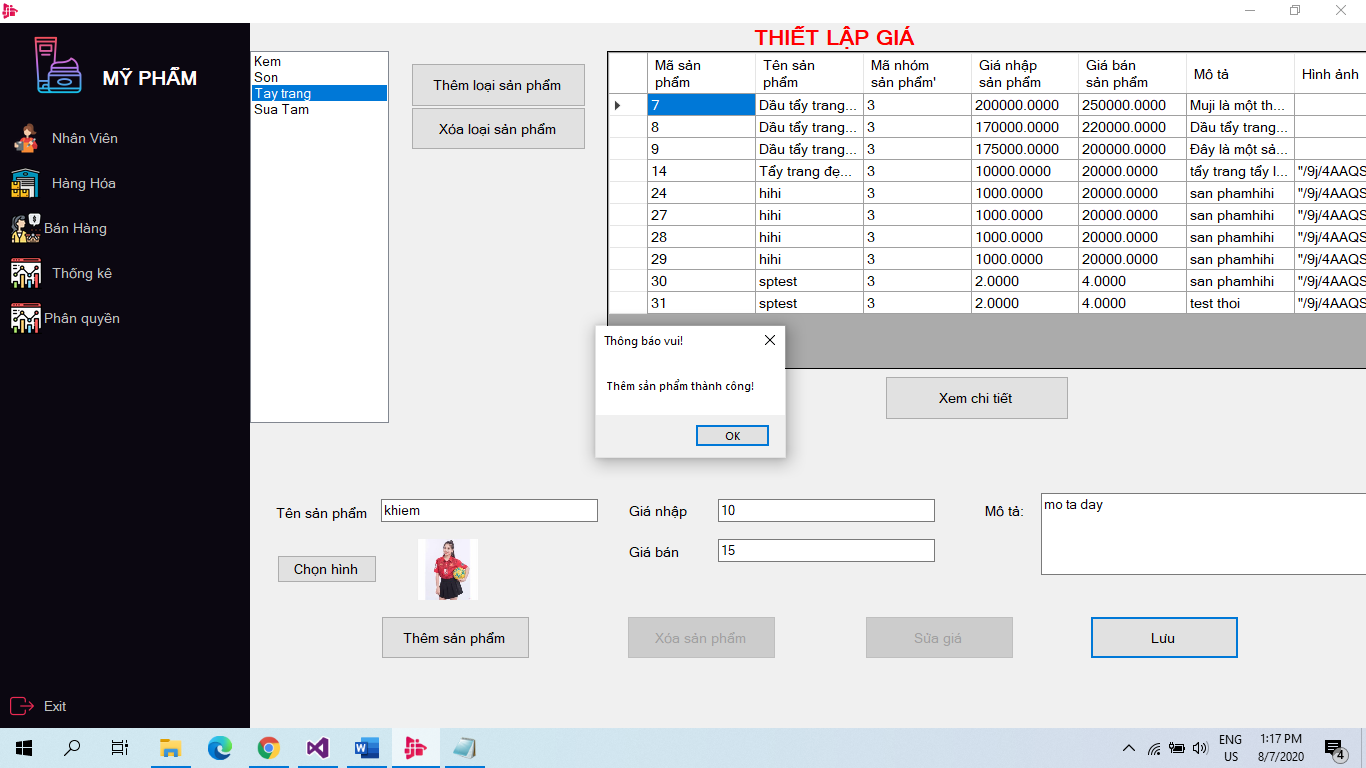 THIẾT LẬP GIÁ
MỸ PHẨM
Nhân Viên
Hàng Hóa
Bán Hàng
Thống kê
Phân quyền
Exit
Kem
Son
Tay trang
Sua Tam
Thêm loại sản phẩm
Xóa loại sản phẩm
Mã sản phẩm Tên sản phẩm Mã nhóm sản phẩm' Giá nhập sản phẩm Giá bán sản phẩm Mô tả Hình ảnh
7 Dầu tẩy trang... 3 200000.0000 250000.0000 Muji là một th...
8 Dầu tẩy trang... 3 170000.0000 220000.0000 Dầu tẩy trang...
9 Dầu tẩy trang... 3 175000.0000 200000.0000 Đây là một sả...
14 Tẩy trang đẹ... 3 10000.0000 20000.0000 tẩy trang tẩy l... "/9j/4AAQS
24 hihi 3 1000.0000 20000.0000 san phamhihi "/9j/4AAQS
27 hihi 3 1000.0000 20000.0000 san phamhihi "/9j/4AAQS
28 hihi 3 1000.0000 20000.0000 san phamhihi "/9j/4AAQS
29 hihi 3 1000.0000 20000.0000 san phamhihi "/9j/4AAQS
30 sptest 3 2.0000 4.0000 san phamhihi "/9j/4AAQS
31 sptest 3 2.0000 4.0000 test thoi "/9j/4AAQS
Thông báo vui!
Thêm sản phẩm thành công!
OK
Xem chi tiết
Tên sản phẩm khiem
Giá nhập 10
Mô tả: mo ta day
Giá bán 15
Chọn hình
Thêm sản phẩm
Xóa sản phẩm
Sửa giá
Lưu
ENG
US
1:17 PM
8/7/2020
4